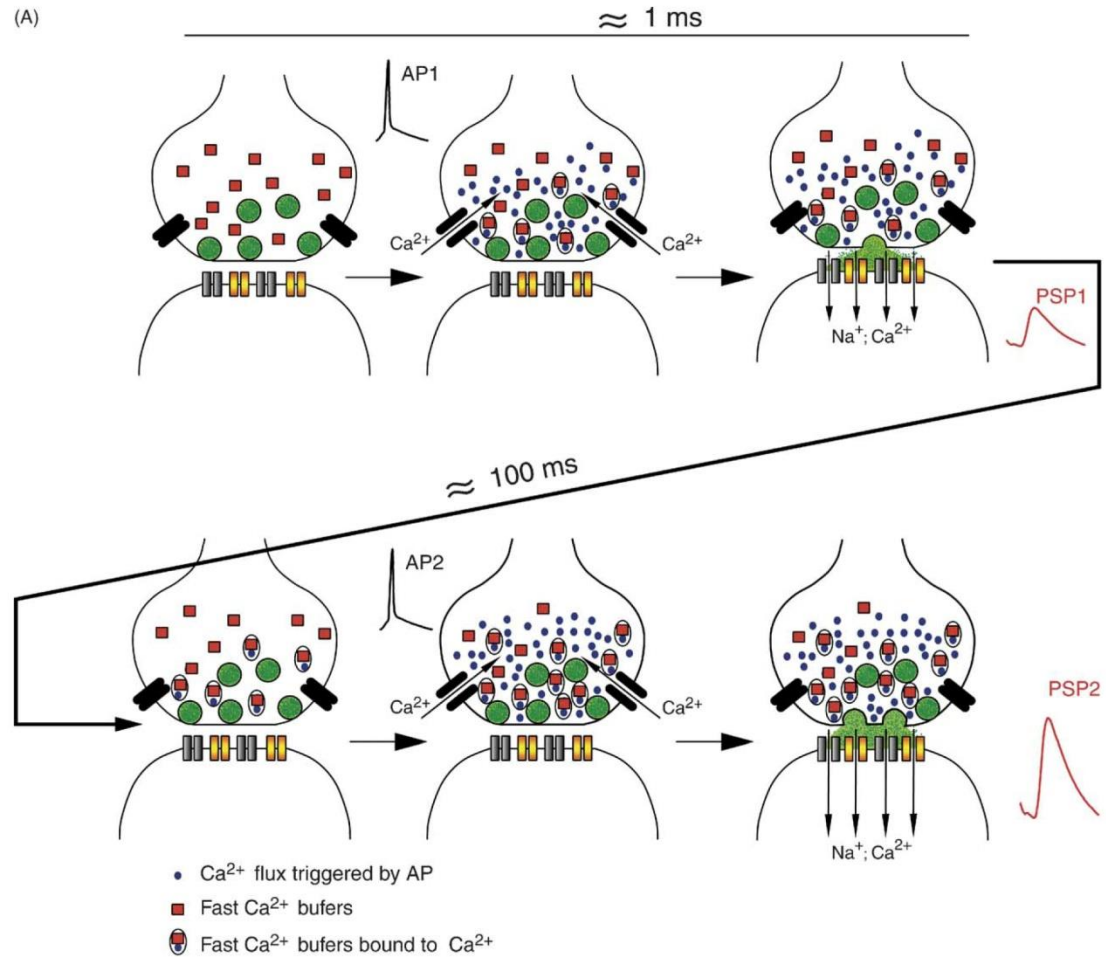 (A)
≈ 1 ms
AP1
Ca²⁺
Ca²⁺
Na⁺; Ca²⁺
PSP1
≈ 100 ms
AP2
Ca²⁺
Ca²⁺
Na⁺; Ca²⁺
PSP2
Ca²⁺ flux triggered by AP
Fast Ca²⁺ bufers
Fast Ca²⁺ bufers bound to Ca²⁺